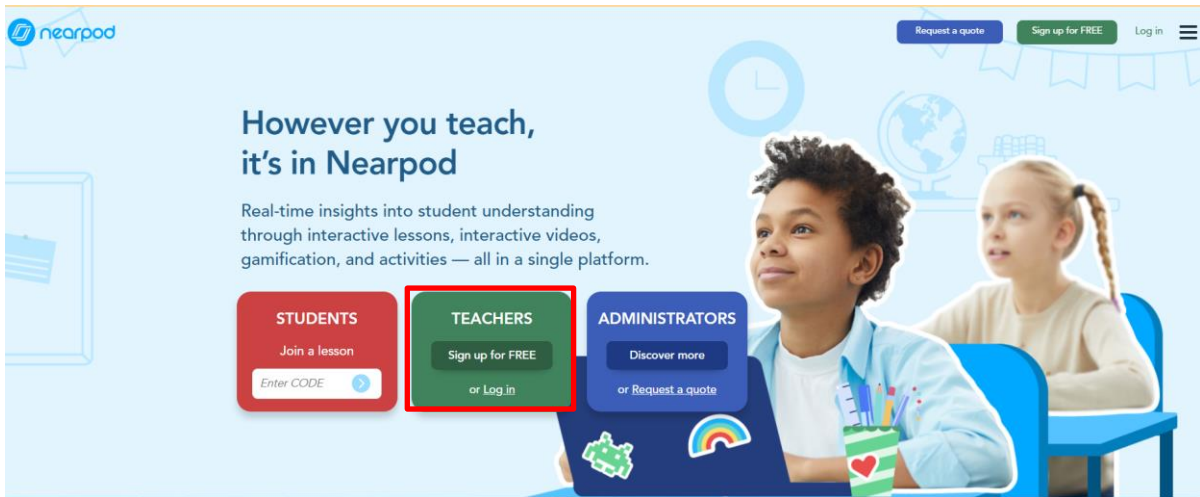 nearpod
Request a quote
Sign up for FREE
Log in
However you teach,
it's in Nearpod
Real-time insights into student understanding
through interactive lessons, interactive videos,
gamification, and activities — all in a single platform.
STUDENTS
Join a lesson
Enter CODE
TEACHERS
Sign up for FREE
or Log in
ADMINISTRATORS
Discover more
or Request a quote